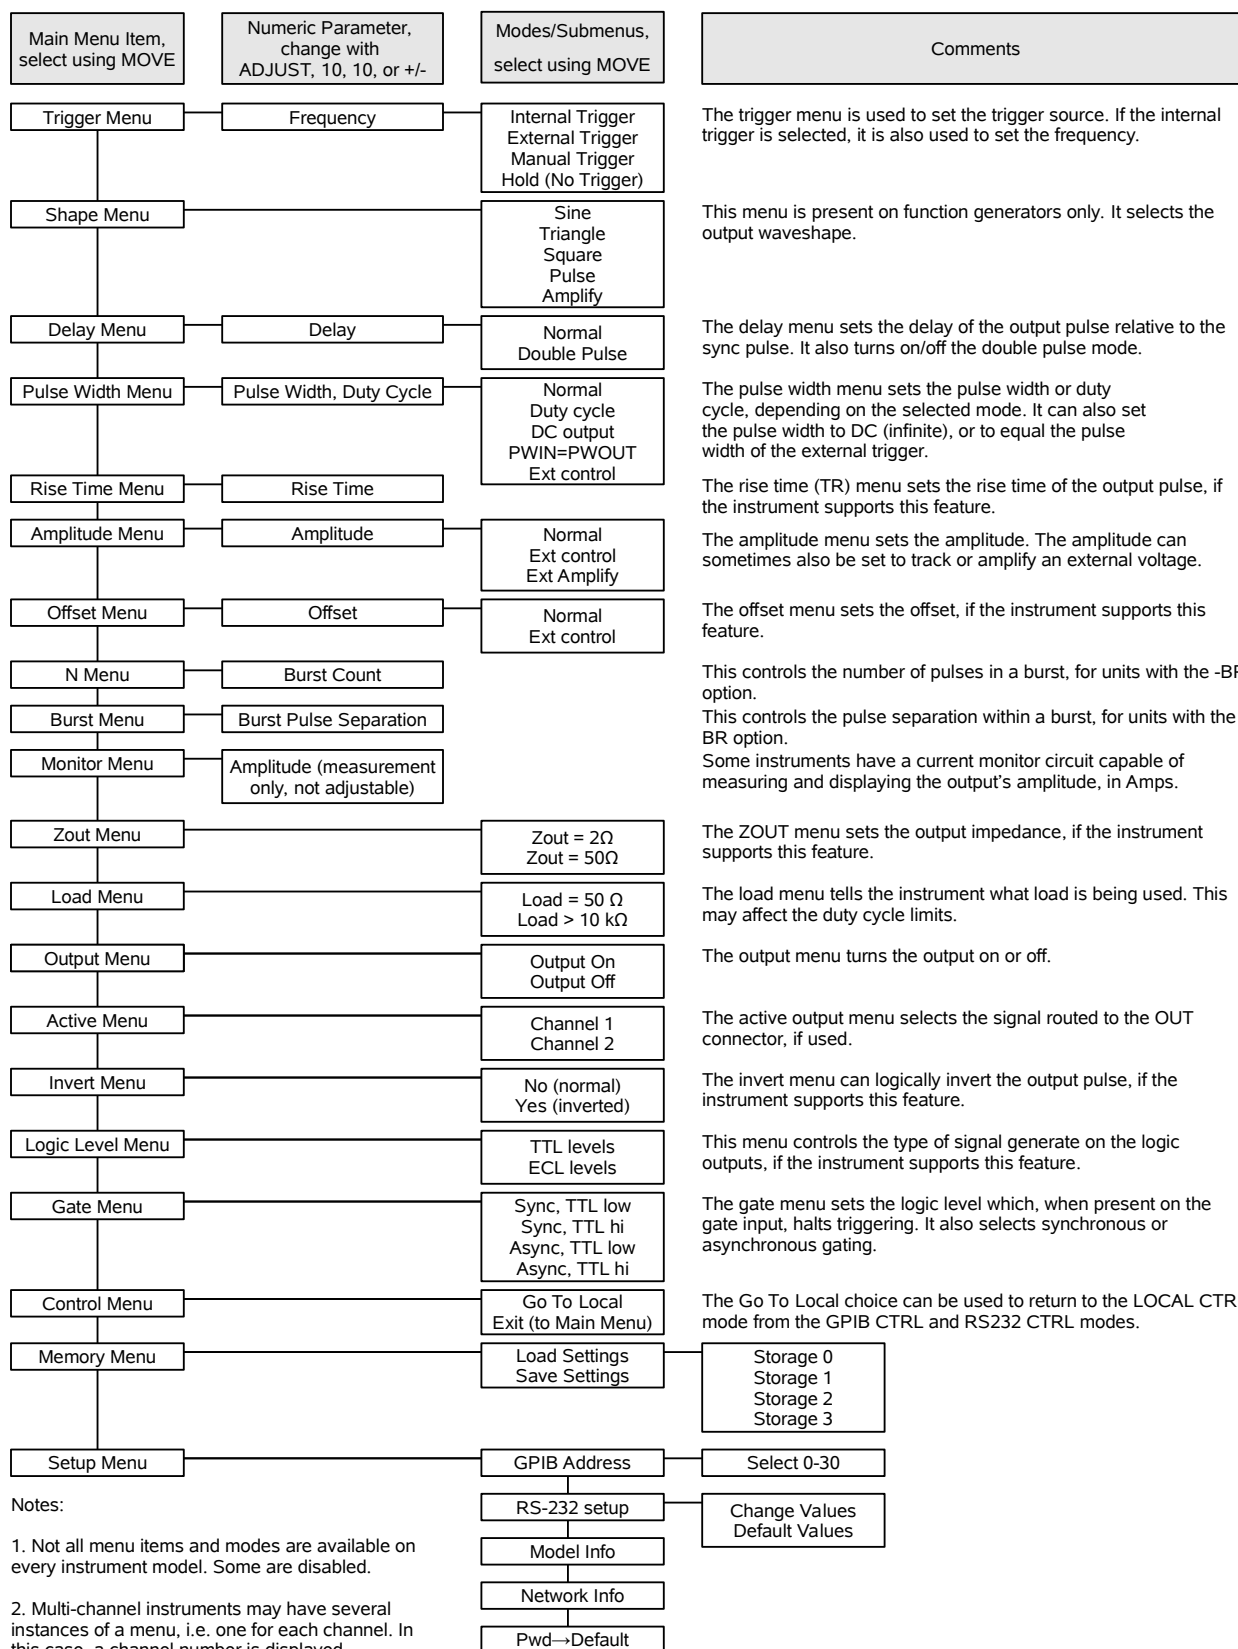 Main Menu Item,
select using MOVE
Numeric Parameter,
change with
ADJUST, 10, 10, or +/-
Modes/Submenus,
select using MOVE
Comments
Trigger Menu
Frequency
Internal Trigger
External Trigger
Manual Trigger
Hold (No Trigger)
The trigger menu is used to set the trigger source. If the internal
trigger is selected, it is also used to set the frequency.
Shape Menu
Sine
Triangle
Square
Pulse
Amplify
This menu is present on function generators only. It selects the
output waveshape.
Delay Menu
Delay
Normal
Double Pulse
The delay menu sets the delay of the output pulse relative to the
sync pulse. It also turns on/off the double pulse mode.
Pulse Width Menu
Pulse Width, Duty Cycle
Normal
Duty cycle
DC output
PWIN=PWOUT
Ext control
The pulse width menu sets the pulse width or duty
cycle, depending on the selected mode. It can also set
the pulse width to DC (infinite), or to equal the pulse
width of the external trigger.
Rise Time Menu
Rise Time
The rise time (TR) menu sets the rise time of the output pulse, if
the instrument supports this feature.
Amplitude Menu
Amplitude
Normal
Ext control
Ext Amplify
The amplitude menu sets the amplitude. The amplitude can
sometimes also be set to track or amplify an external voltage.
Offset Menu
Offset
Normal
Ext control
The offset menu sets the offset, if the instrument supports this
feature.
N Menu
Burst Count
This controls the number of pulses in a burst, for units with the
option.
Burst Menu
Burst Pulse Separation
This controls the pulse separation within a burst, for units with the
BR option.
Monitor Menu
Amplitude (measurement
only, not adjustable)
Some instruments have a current monitor circuit capable of
measuring and displaying the output's amplitude, in Amps.
Zout Menu
Zout = 2Ω
Zout = 50Ω
The ZOUT menu sets the output impedance, if the instrument
supports this feature.
Load Menu
Load = 50 Ω
Load > 10 kΩ
The load menu tells the instrument what load is being used. This
may affect the duty cycle limits.
Output Menu
Output On
Output Off
The output menu turns the output on or off.
Active Menu
Channel 1
Channel 2
The active output menu selects the signal routed to the OUT
connector, if used.
Invert Menu
No (normal)
Yes (inverted)
The invert menu can logically invert the output pulse, if the
instrument supports this feature.
Logic Level Menu
TTL levels
ECL levels
This menu controls the type of signal generate on the logic
outputs, if the instrument supports this feature.
Gate Menu
Sync, TTL low
Sync, TTL hi
Async, TTL low
Async, TTL hi
The gate menu sets the logic level which, when present on the
gate input, halts triggering. It also selects synchronous or
asynchronous gating.
Control Menu
Go To Local
Exit (to Main Menu)
The Go To Local choice can be used to return to the LOCAL CTR
mode from the GPIB CTRL and RS232 CTRL modes.
Memory Menu
Load Settings
Save Settings
Storage 0
Storage 1
Storage 2
Storage 3
Setup Menu
GPIB Address
Select 0-30
RS-232 setup
Change Values
Default Values
Model Info
Network Info
Pwd→Default
Notes:
1. Not all menu items and modes are available on
every instrument model. Some are disabled.
2. Multi-channel instruments may have several
instances of a menu, i.e. one for each channel. In
this case, a channel number is displayed